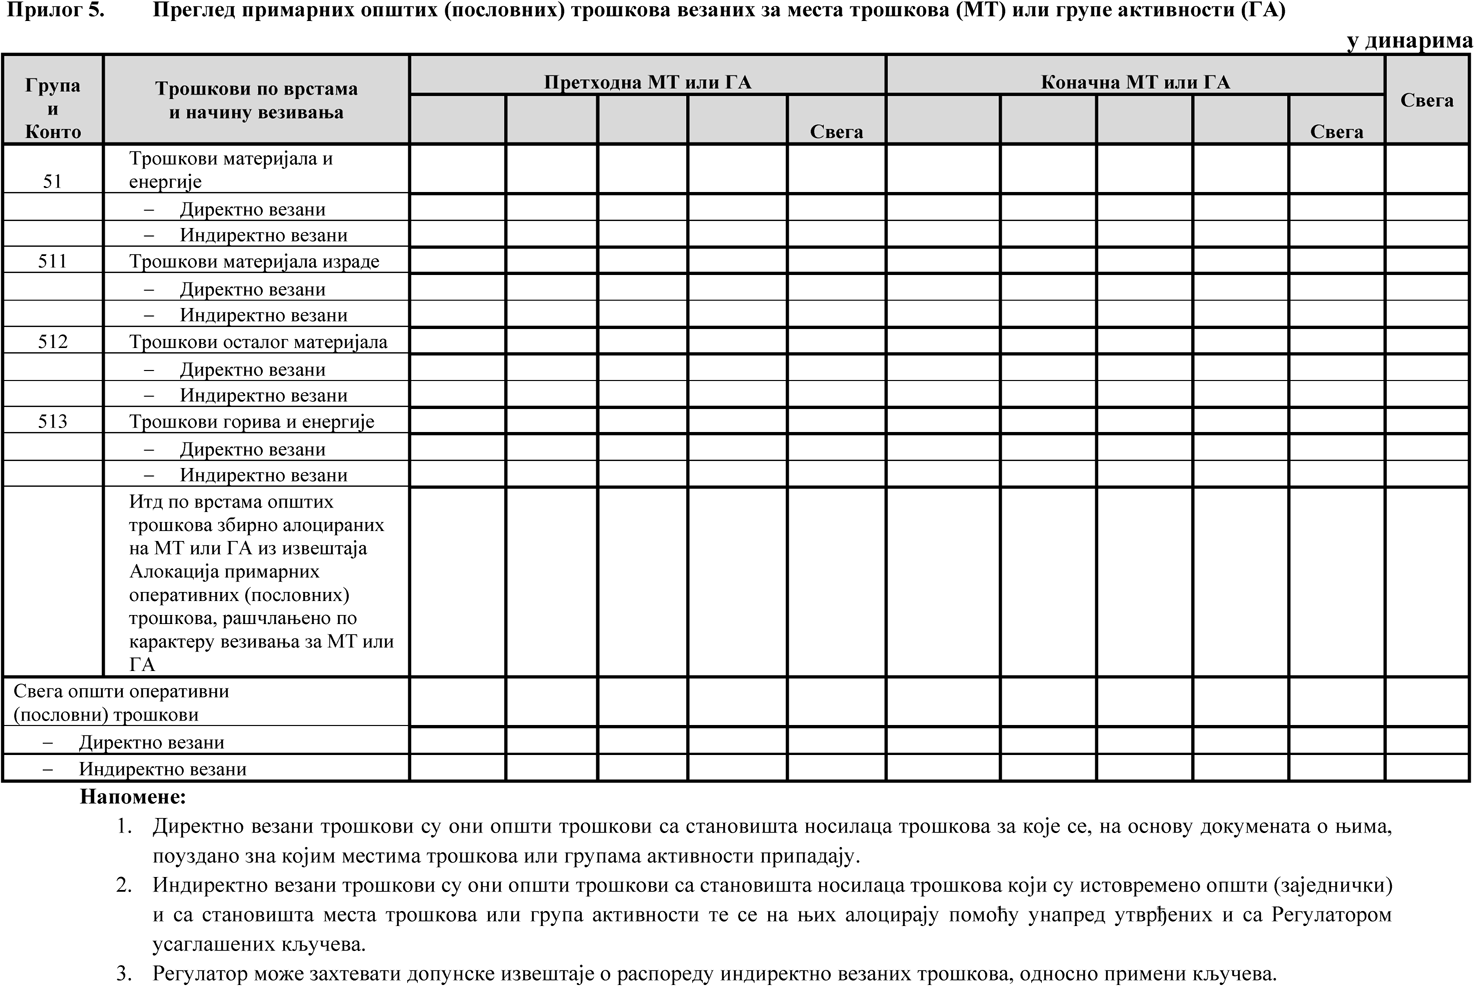 Прилог 5. Преглед примарних општих (пословних) трошкова везаних за места трошкова (МТ) или групе активности (ГА)
у динарима
Група
и
Конто
Трошкови по врстама
и начину везивања
Претходна МТ или ГА
Коначна МТ или ГА
Свега
Свега
Свега
Трошкови материјала и
51 енергије
– Директно везани
– Индиректно везани
511 Трошкови материјала израде
– Директно везани
– Индиректно везани
512 Трошкови осталог материјала
– Директно везани
– Индиректно везани
513 Трошкови горива и енергије
– Директно везани
– Индиректно везани
Итд по врстама општих
трошкова збирно алоцираних
на МТ или ГА из извештаја
Алокација примарних
оперативних (пословних)
трошкова, рашчлањено по
карактеру везивања за МТ или
ГА
Свега општи оперативни
(пословни) трошкови
– Директно везани
– Индиректно везани
Напомене:
1. Директно везани трошкови су они општи трошкови са становишта носилаца трошкова за које се, на основу докумената о њима,
поуздано зна којим местима трошкова или групама активности припадају.
2. Индиректно везани трошкови су они општи трошкови са становишта носилаца трошкова који су истовремено општи (заједнички)
и са становишта места трошкова или група активности те се на њих алоцирају помоћу унапред утврђених и са Регулатором
усаглашених кључева.
3. Регулатор може захтевати допунске извештаје о распореду индиректно везаних трошкова, односно примени кључева.